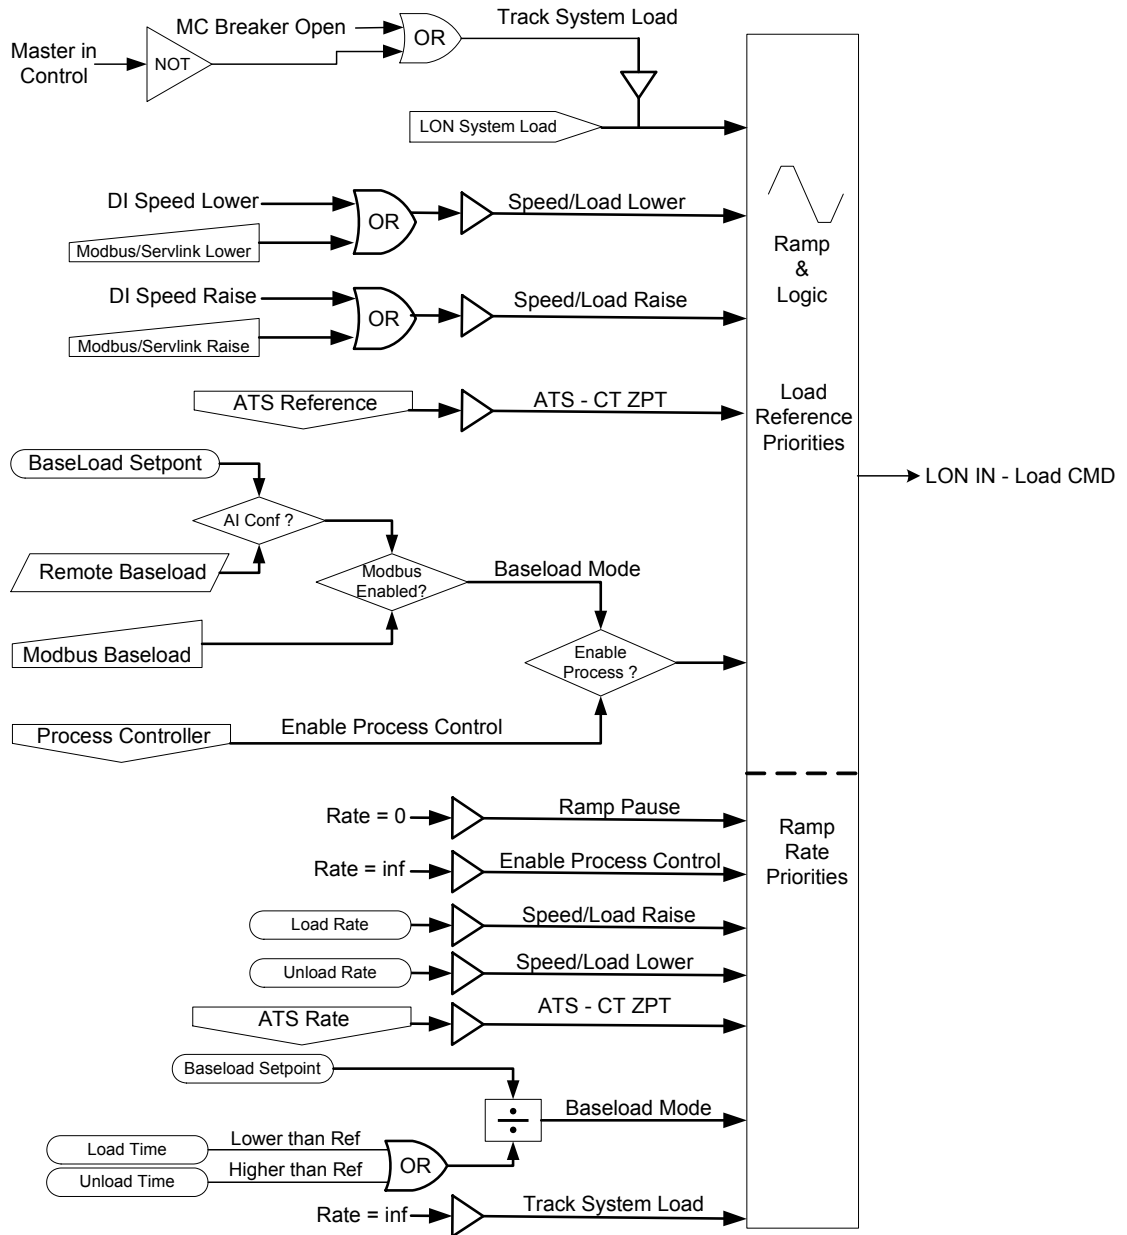 Track System Load
MC Breaker Open
OR
Master in
Control
NOT
LON System Load
DI Speed Lower
OR
Speed/Load Lower
Modbus/Servlink Lower
Ramp
&
Logic
DI Speed Raise
OR
Speed/Load Raise
Modbus/Servlink Raise
ATS Reference
ATS - CT ZPT
Load
Reference
Priorities
BaseLoad Setpont
LON IN - Load CMD
AI Conf ?
Remote Baseload
Modbus
Enabled?
Baseload Mode
Modbus Baseload
Enable
Process ?
Process Controller
Enable Process Control
Rate = 0
Ramp Pause
Ramp
Rate
Priorities
Rate = inf
Enable Process Control
Load Rate
Speed/Load Raise
Unload Rate
Speed/Load Lower
ATS Rate
ATS - CT ZPT
Baseload Setpoint
÷
Baseload Mode
Load Time
Lower than Ref
OR
Unload Time
Higher than Ref
Rate = inf
Track System Load